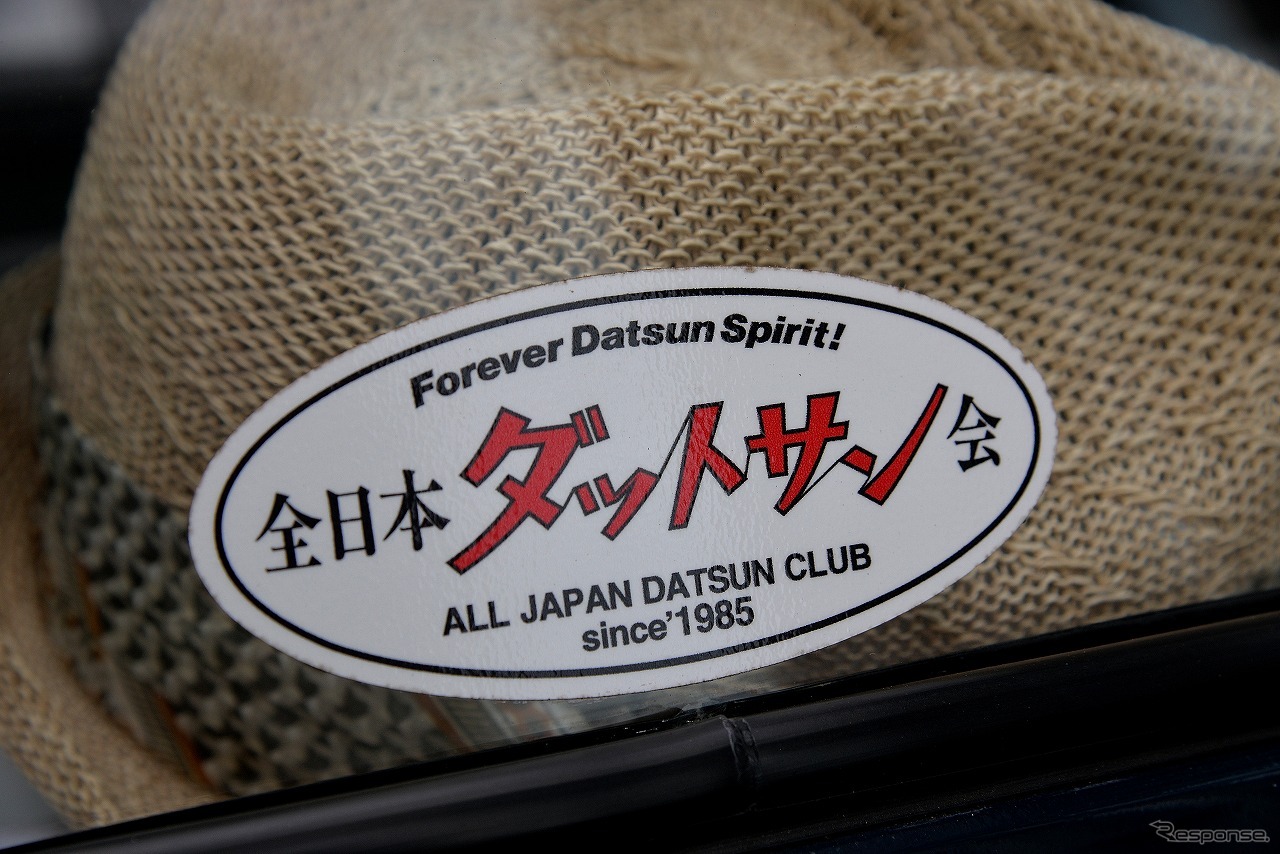 Forever Datsun Spirit!
全日本ダットサン会
ALL JAPAN DATSUN CLUB
since'1985
Response.